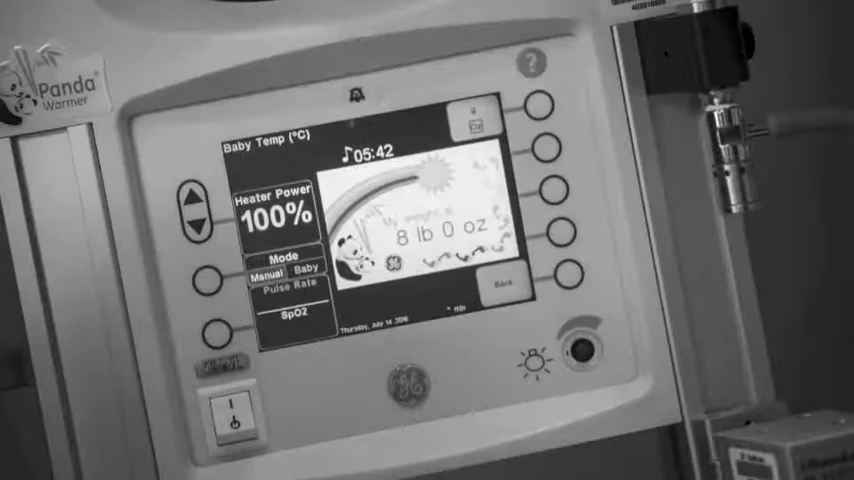 Panda
Warmer
?
Baby Temp (°C)
05:42
Heater Power
100%
My weight is
8 lb 0 oz
Mode
Manual Baby
Pulse Rate
SpO2
Back
Thursday, July 14 2016
GE